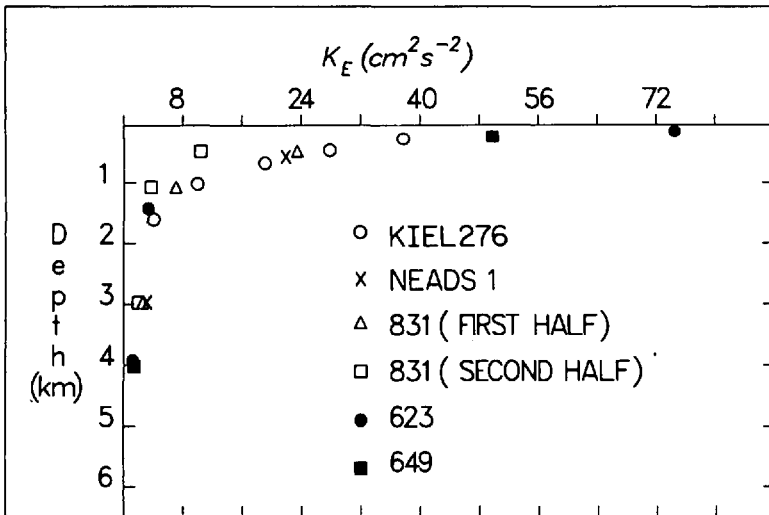 K_E (cm²s⁻²)
8 24 40 56 72
1
2
3
4
5
6
Depth
(km)
KIEL276
NEADS 1
831 (FIRST HALF)
831 (SECOND HALF)
623
649